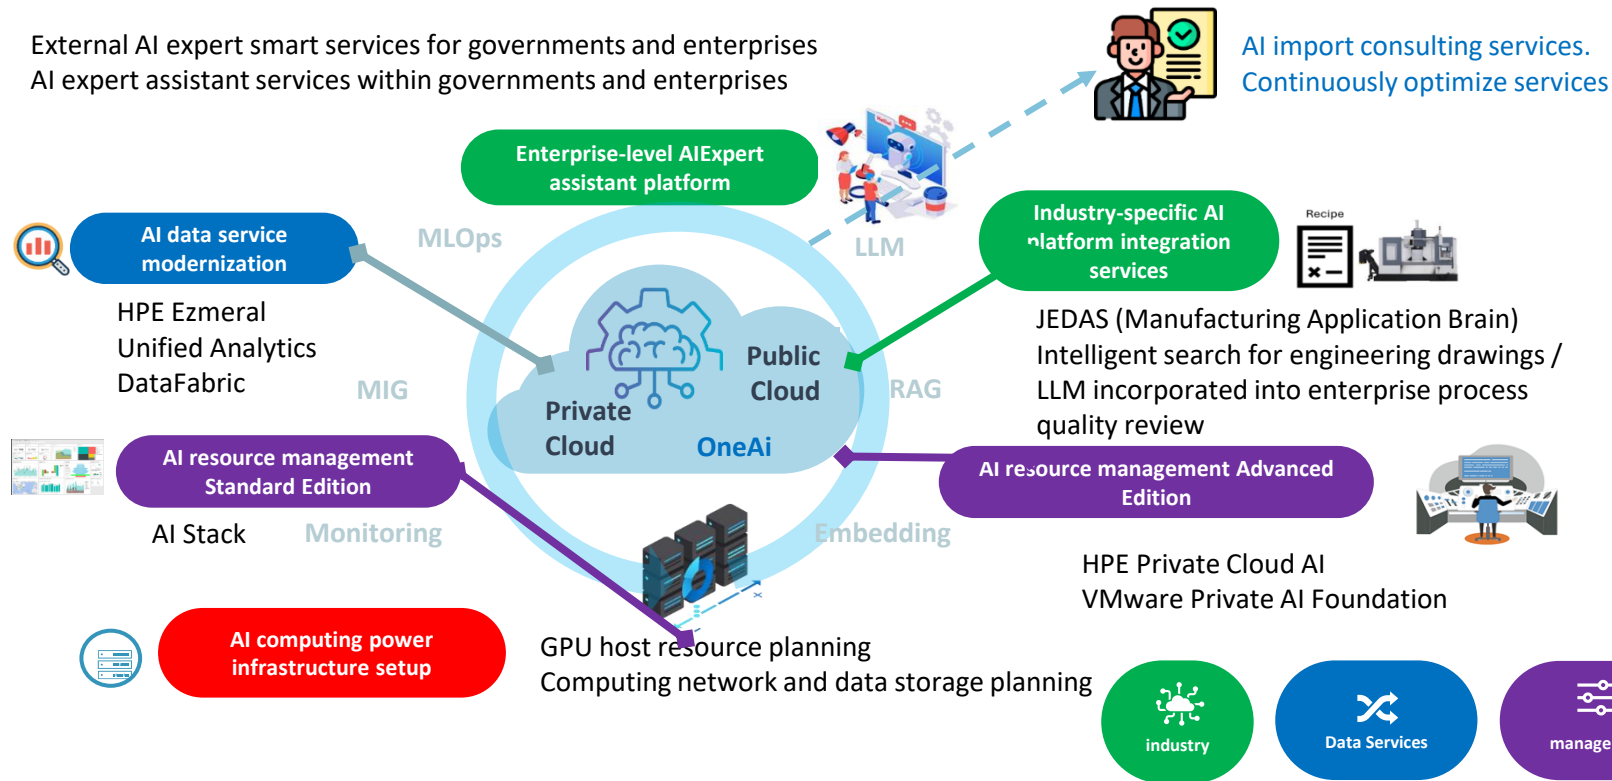 External AI expert smart services for governments and enterprises
AI expert assistant services within governments and enterprises
AI import consulting services.
Continuously optimize services
Enterprise-level AIExpert
assistant platform
AI data service
modernization
MLOps
LLM
Industry-specific AI
platform integration
services
Recipe
HPE Ezmeral
Unified Analytics
DataFabric
MIG
Private
Cloud
Public
Cloud
OneAi
RAG
JEDAS (Manufacturing Application Brain)
Intelligent search for engineering drawings /
LLM incorporated into enterprise process
quality review
AI resource management
Standard Edition
AI resource management Advanced
Edition
AI Stack
Monitoring
Embedding
HPE Private Cloud AI
VMware Private AI Foundation
AI computing power
infrastructure setup
GPU host resource planning
Computing network and data storage planning
industry
Data Services
manage